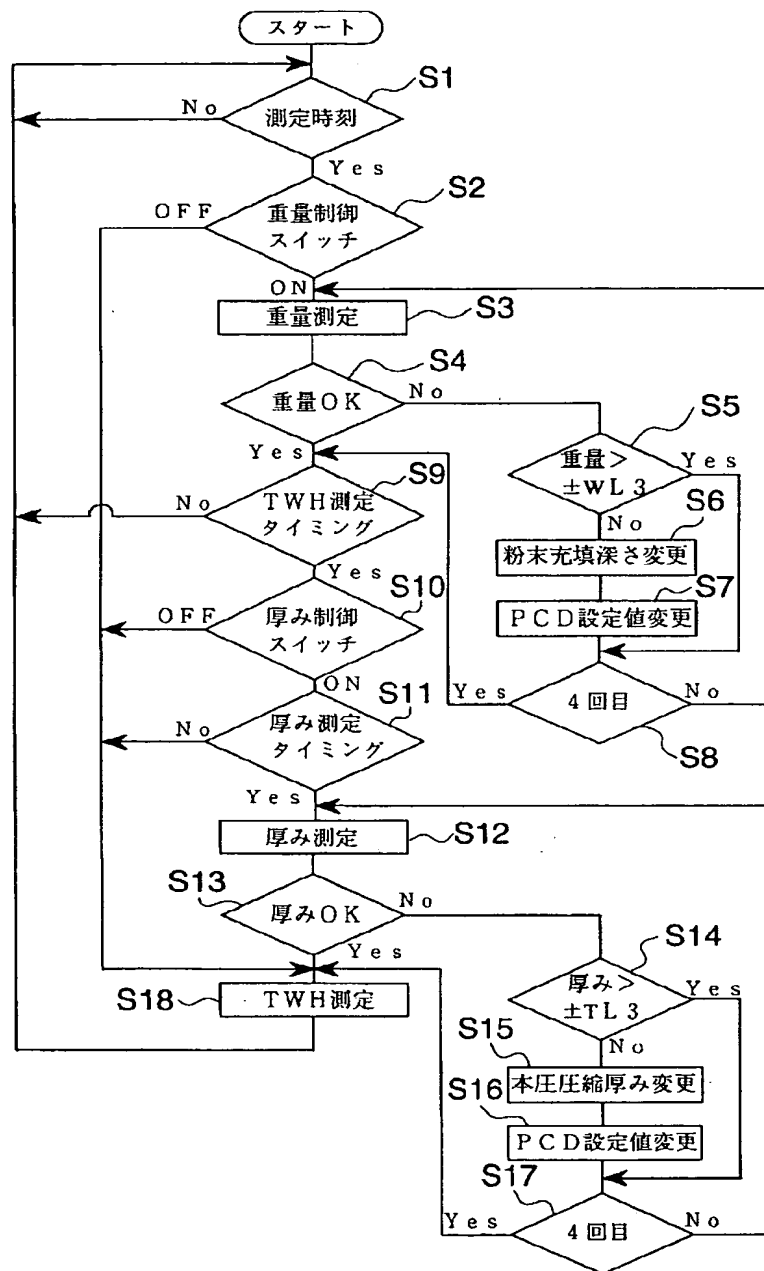 スタート
S1
No
測定時刻
Yes
S2
OFF
重量制御
スイッチ
ON
S3
重量測定
S4
No
重量OK
S5
Yes
重量>
±WL3
Yes
S9
No
TWH測定
タイミング
No
S6
粉末充填深さ変更
Yes
S10
S7
PCD設定値変更
OFF
厚み制御
スイッチ
ON
S11
Yes
4回目
No
S8
No
厚み測定
タイミング
Yes
厚み測定
S12
S13
厚みOK
No
S14
Yes
厚み>
±TL3
Yes
S18
TWH測定
No
S15
本圧圧縮厚み変更
S16
PCD設定値変更
S17
Yes
4回目
No